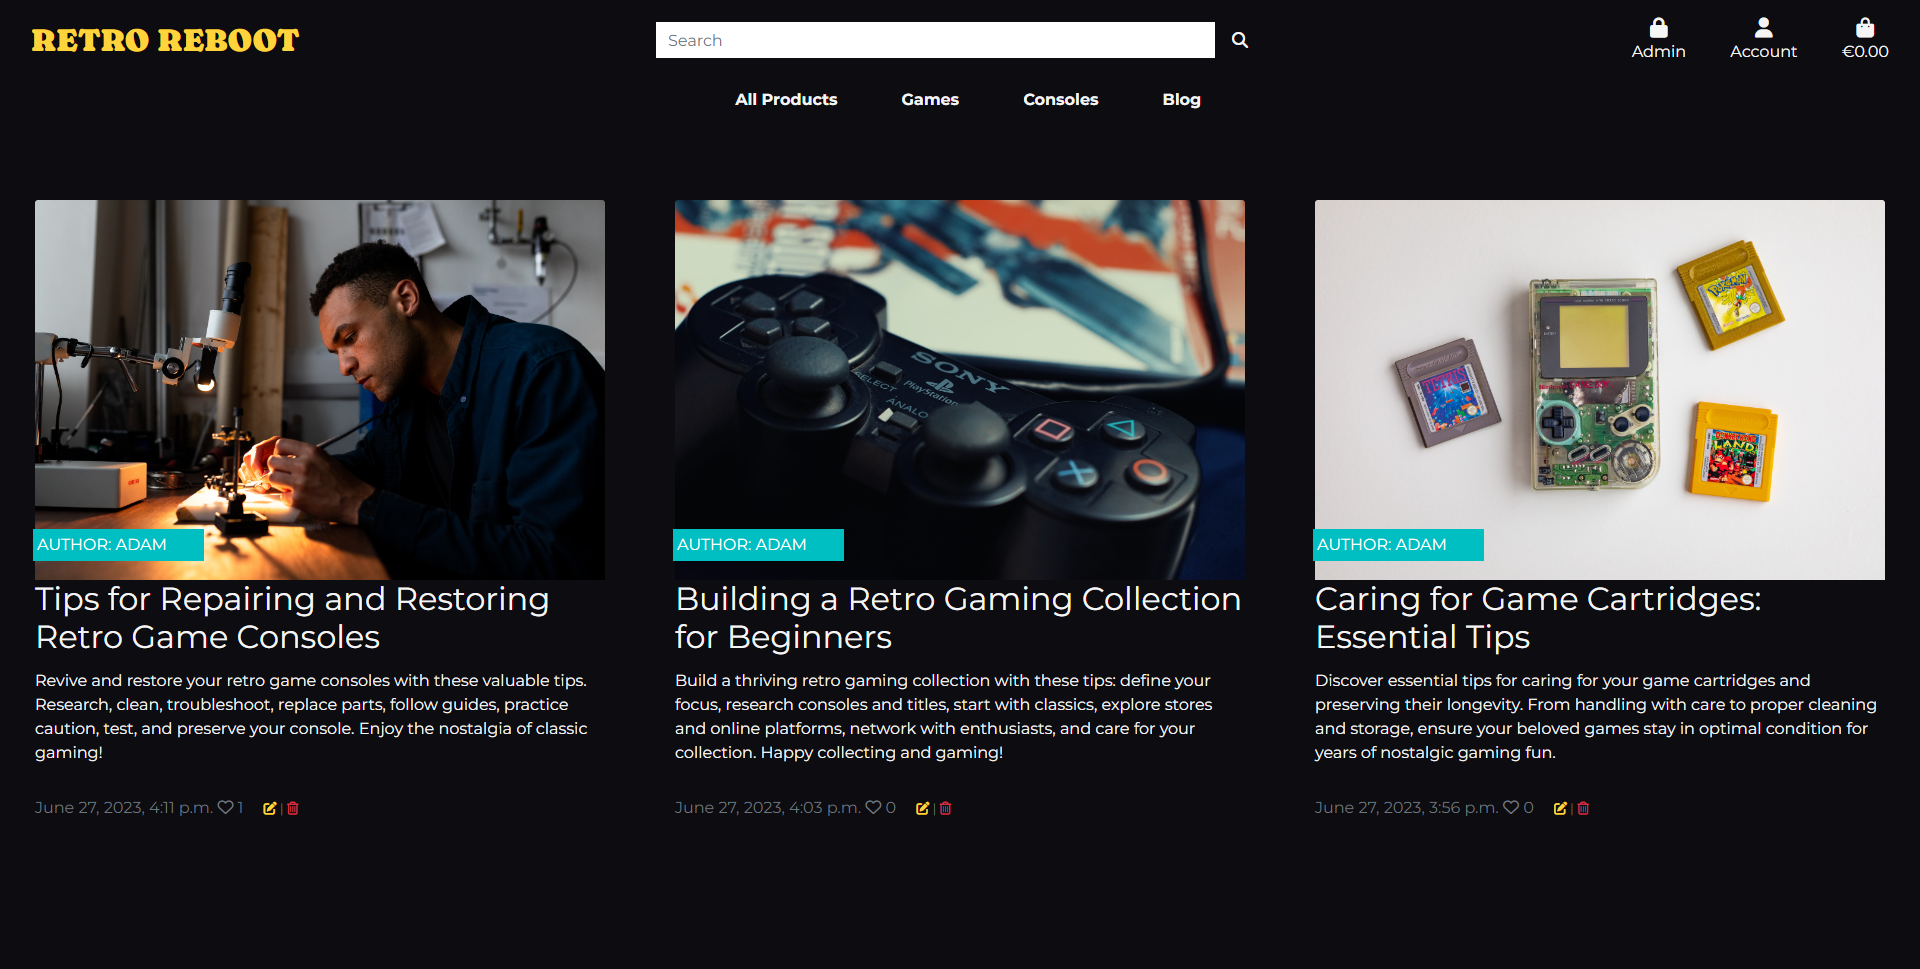 RETRO REBOOT
Search
Admin
Account
€0.00
All Products
Games
Consoles
Blog
AUTHOR: ADAM
Tips for Repairing and Restoring
Retro Game Consoles
Revive and restore your retro game consoles with these valuable tips.
Research, clean, troubleshoot, replace parts, follow guides, practice
caution, test, and preserve your console. Enjoy the nostalgia of classic
gaming!
June 27, 2023, 4:11 p.m. 1 |
SONY
SELECT
PlayStation
ANALO
AUTHOR: ADAM
Building a Retro Gaming Collection
for Beginners
Build a thriving retro gaming collection with these tips: define your
focus, research consoles and titles, start with classics, explore stores
and online platforms, network with enthusiasts, and care for your
collection. Happy collecting and gaming!
June 27, 2023, 4:03 p.m. 0 |
POKéMON
TETRIS
Nintendo
LAND
AUTHOR: ADAM
Caring for Game Cartridges:
Essential Tips
Discover essential tips for caring for your game cartridges and
preserving their longevity. From handling with care to proper cleaning
and storage, ensure your beloved games stay in optimal condition for
years of nostalgic gaming fun.
June 27, 2023, 3:56 p.m. 0 |